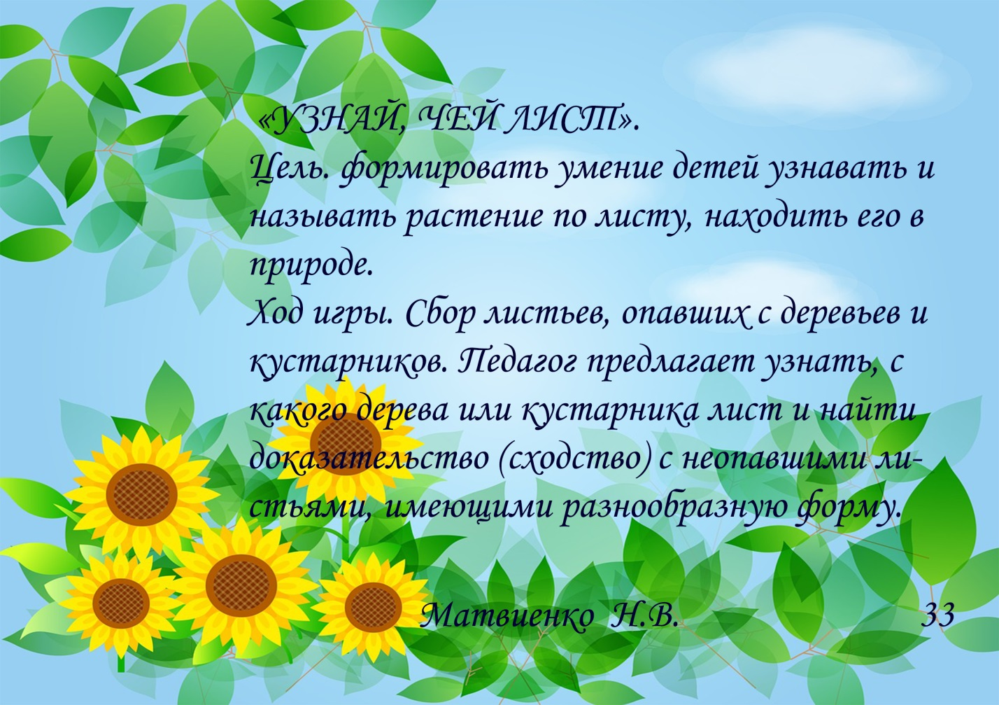 «УЗНАЙ, ЧЕЙ ЛИСТ».
Цель. формировать умение детей узнавать и
называть растение по листу, находить его в
природе.
Ход игры. Сбор листьев, опавших с деревьев и
кустарников. Педагог предлагает узнать, с
какого дерева или кустарника лист и найти
доказательство (сходство) с неопавшими ли-
стьями, имеющими разнообразную форму.
Матвиенко Н.В. 33